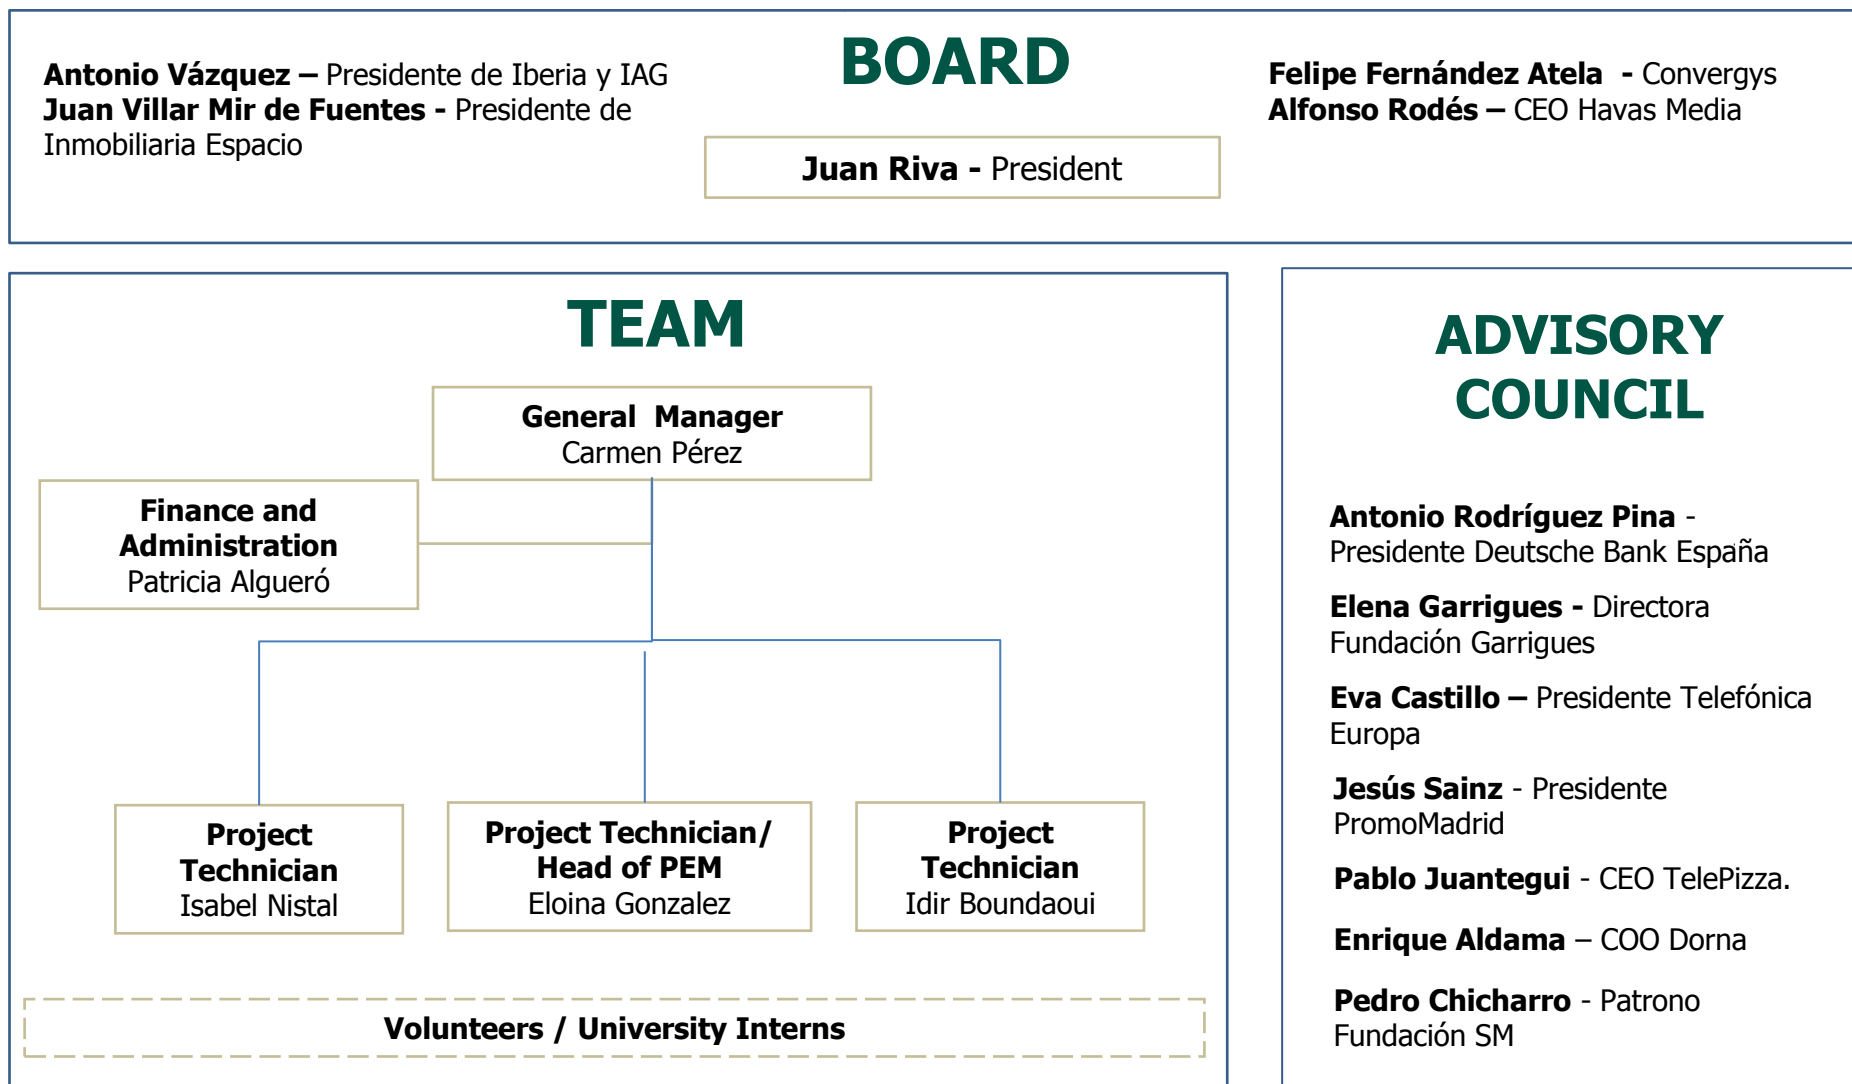 BOARD
Antonio Vázquez – Presidente de Iberia y IAG
Juan Villar Mir de Fuentes - Presidente de
Inmobiliaria Espacio
Juan Riva - President
Felipe Fernández Atela - Convergys
Alfonso Rodés – CEO Havas Media
TEAM
General Manager
Carmen Pérez
Finance and
Administration
Patricia Algueró
Project
Technician
Isabel Nistal
Project Technician/
Head of PEM
Eloina Gonzalez
Project
Technician
Idir Boundaoui
Volunteers / University Interns
ADVISORY
COUNCIL
Antonio Rodríguez Pina -
Presidente Deutsche Bank España
Elena Garrigues - Directora
Fundación Garrigues
Eva Castillo – Presidente Telefónica
Europa
Jesús Sainz - Presidente
PromoMadrid
Pablo Juantegui - CEO TelePizza.
Enrique Aldama – COO Dorna
Pedro Chicharro - Patrono
Fundación SM